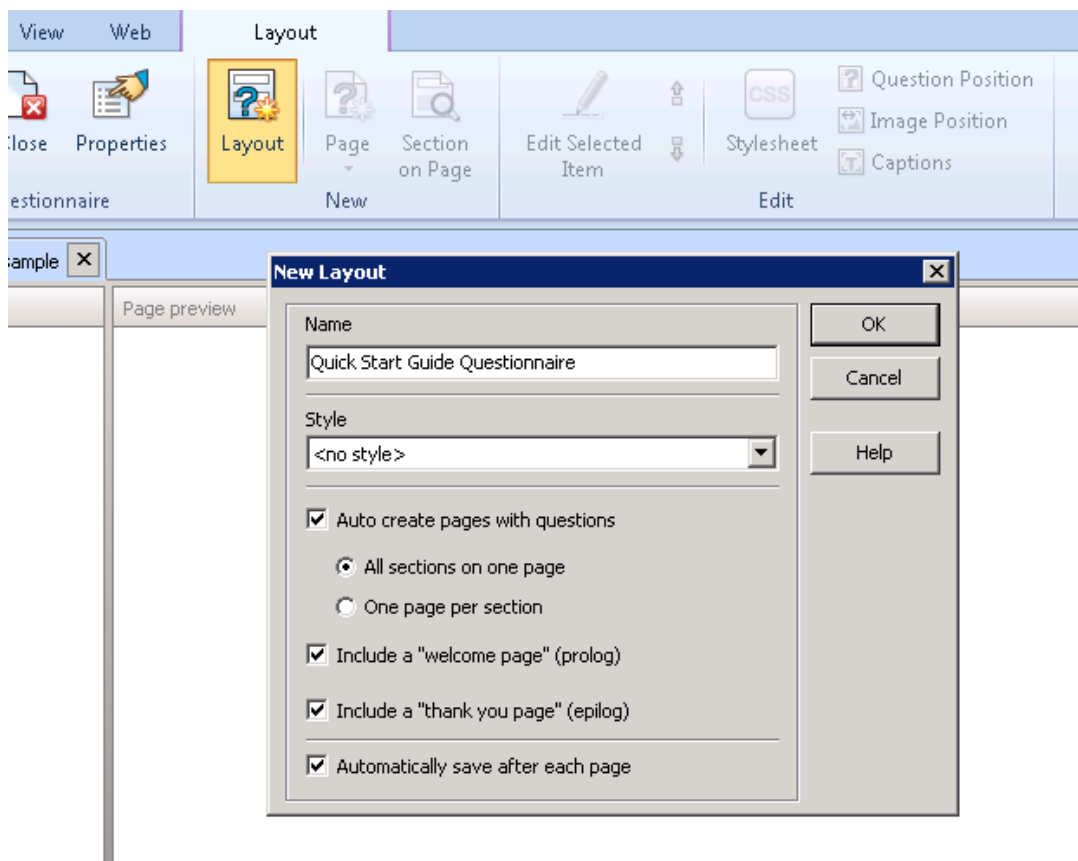 View Web Layout
Close Properties Layout Page Section on Page Edit Selected Item CSS Stylesheet ? Question Position
Image Position
T Captions
estionnaire New Edit
sample
Page preview
New Layout
Name
Quick Start Guide Questionnaire
Style
<no style>
Auto create pages with questions
All sections on one page
One page per section
Include a "welcome page" (prolog)
Include a "thank you page" (epilog)
Automatically save after each page
OK
Cancel
Help